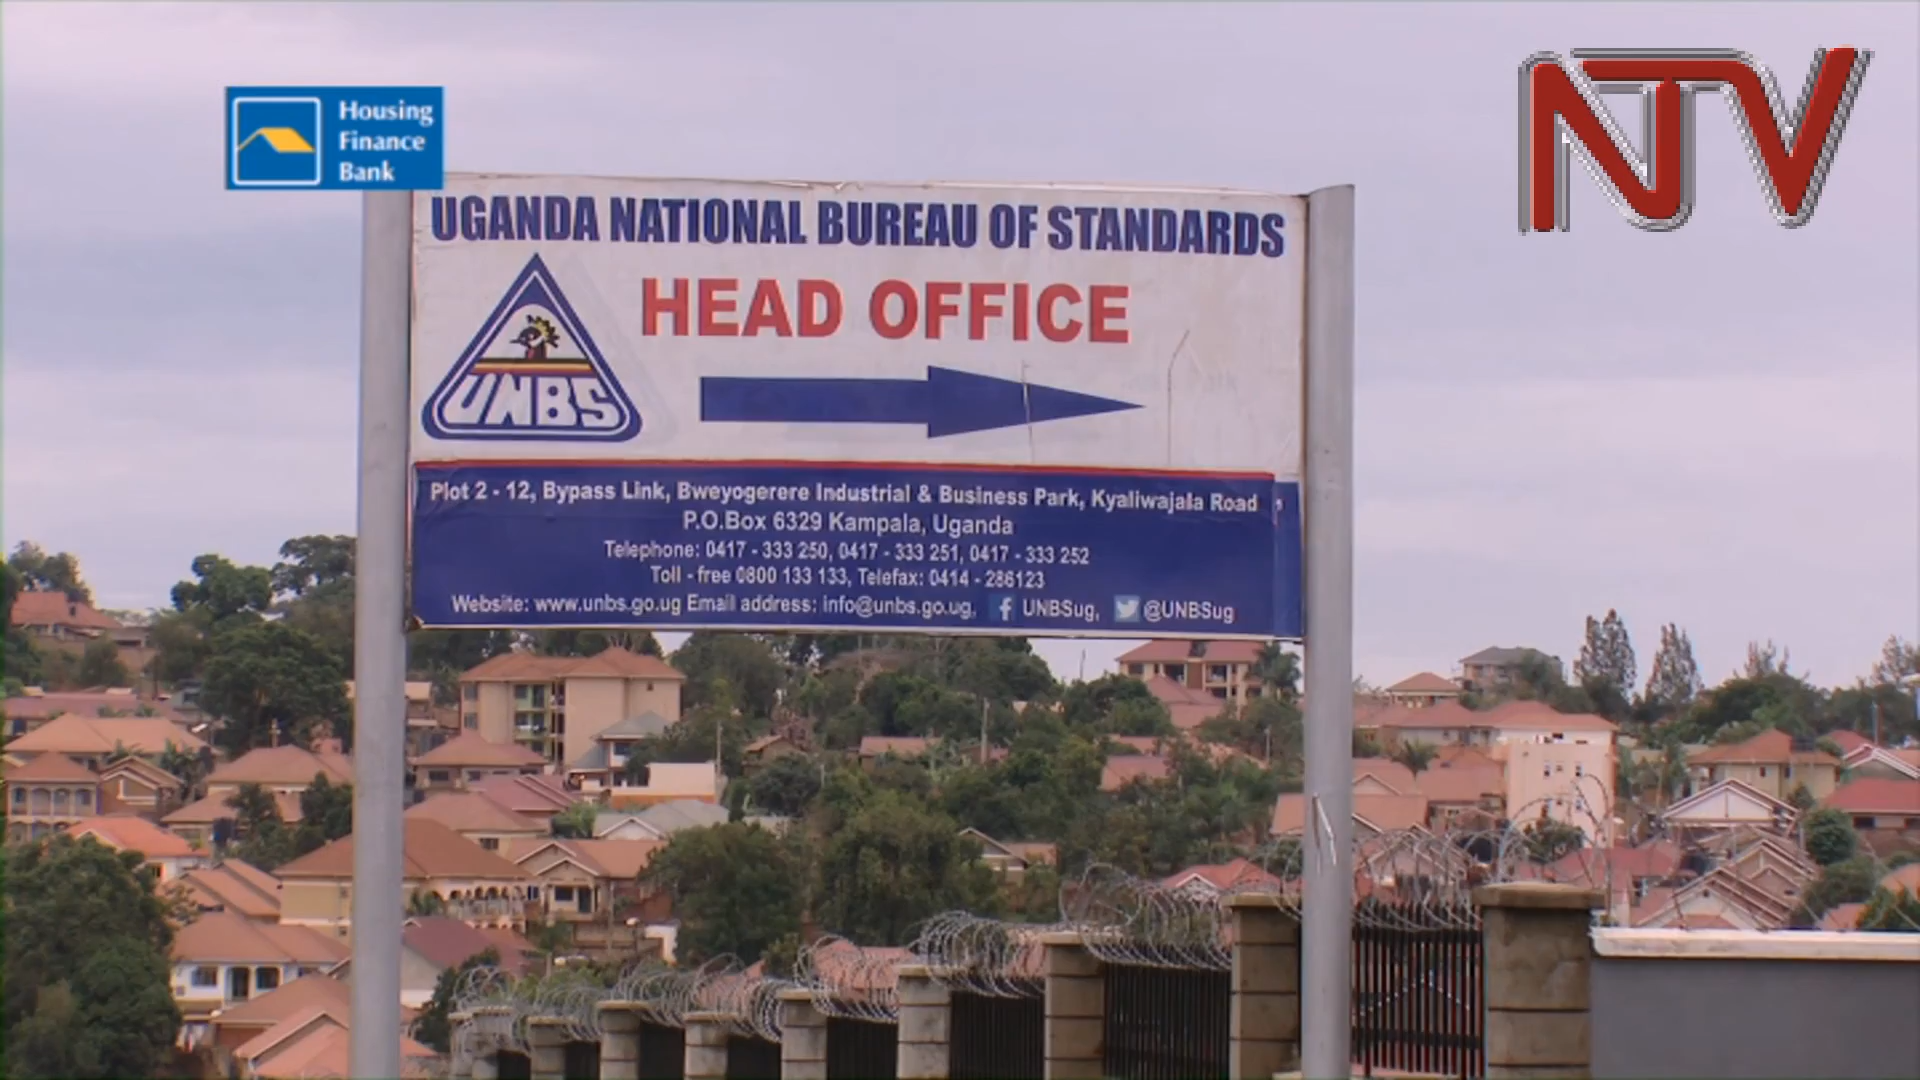 Housing
Finance
Bank
NTV
UGANDA NATIONAL BUREAU OF STANDARDS
HEAD OFFICE
UNBS
Plot 2 - 12, Bypass Link, Bweyogerere Industrial & Business Park, Kyaliwajala Road
P.O.Box 6329 Kampala, Uganda
Telephone: 0417 - 333 250, 0417 - 333 251, 0417 - 333 252
Toll - free 0800 133 133, Telefax: 0414 - 286123
Website: www.unbs.go.ug Email address: info@unbs.go.ug, UNBSug, @UNBSug